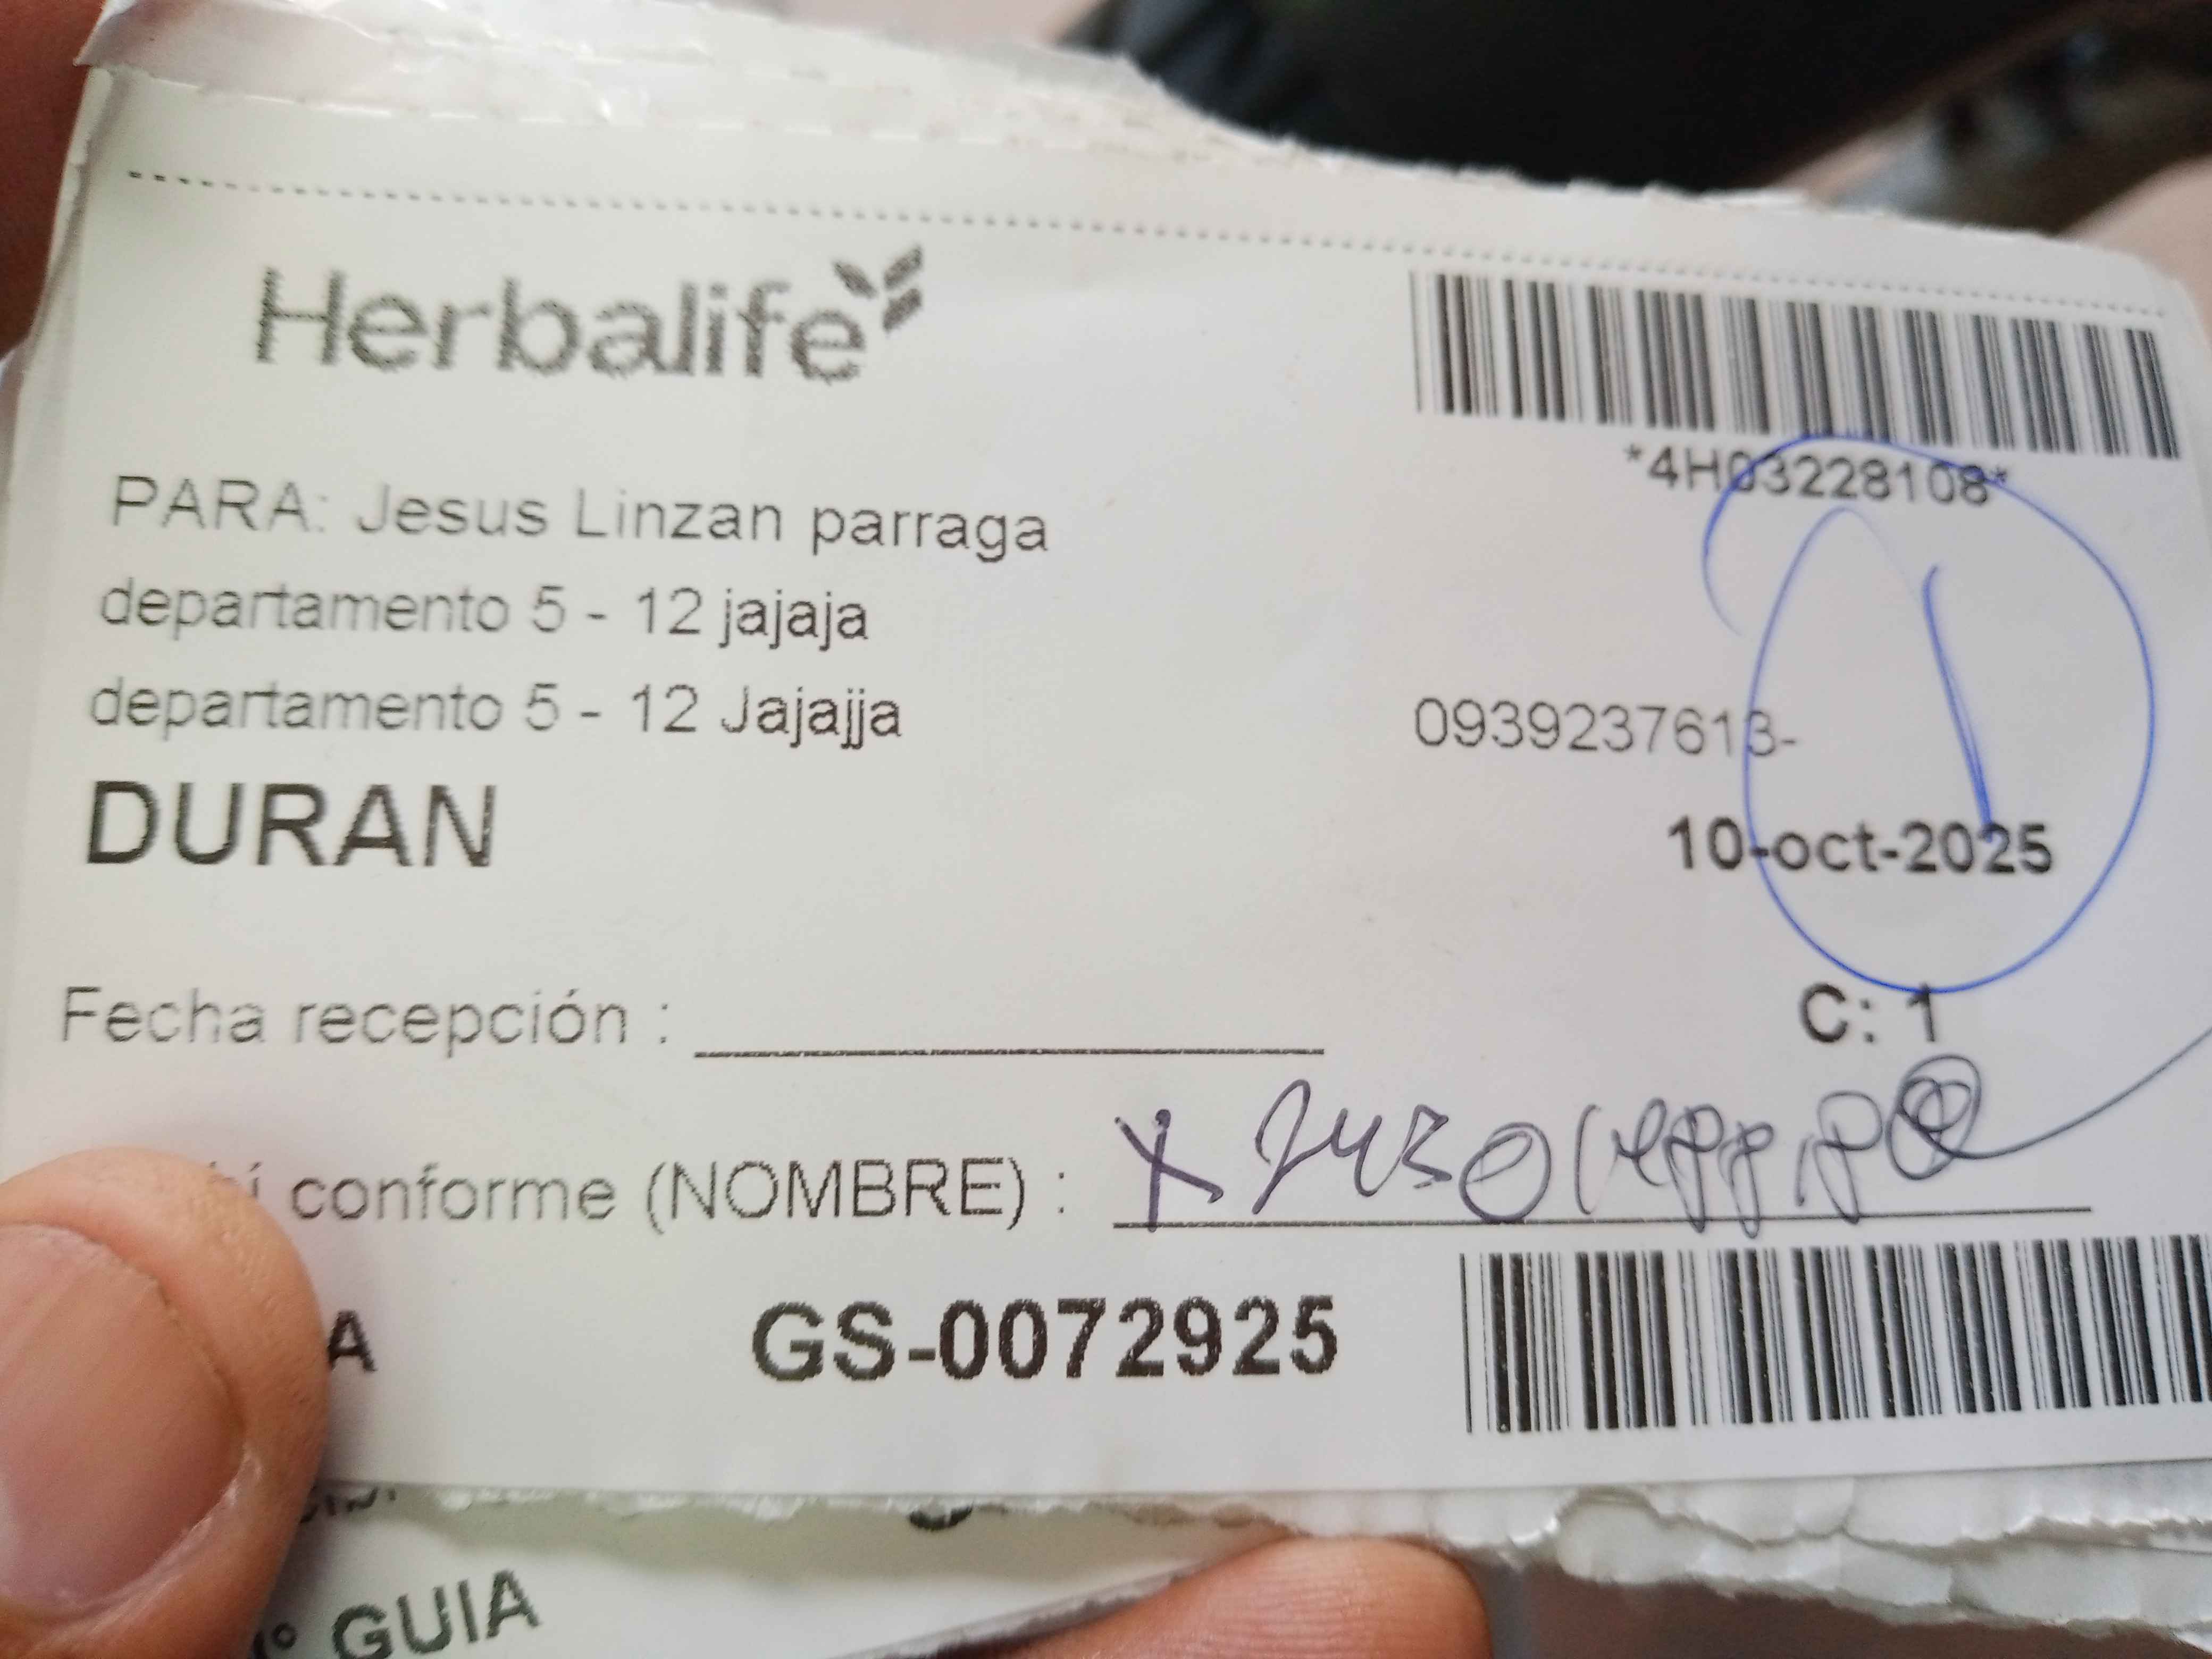 Herbalife
*4H03228108*
PARA: Jesus Linzan parraga
departamento 5 - 12 jajaja
departamento 5 - 12 Jajajja
0939237613-
DURAN
10-oct-2025
1
Fecha recepción :
C: 1
conforme (NOMBRE) : X
A
GS-0072925
N° GUIA